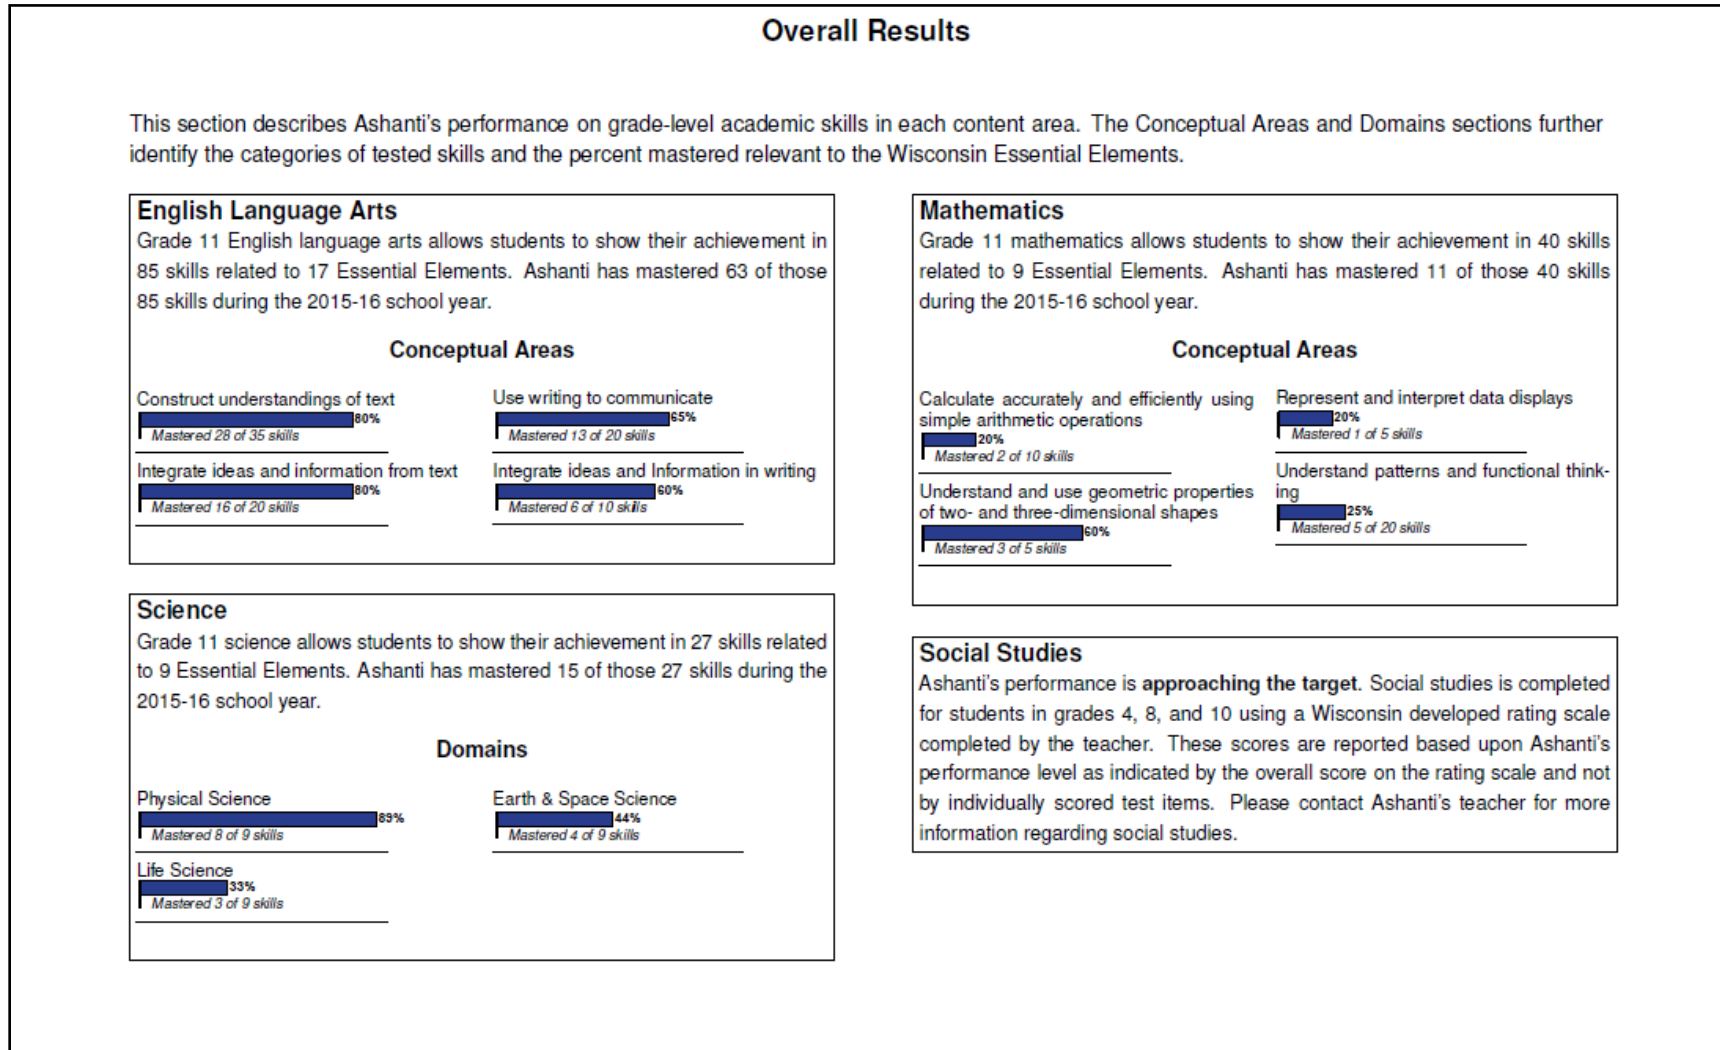 Overall Results
This section describes Ashanti's performance on grade-level academic skills in each content area. The Conceptual Areas and Domains sections further
identify the categories of tested skills and the percent mastered relevant to the Wisconsin Essential Elements.
English Language Arts
Grade 11 English language arts allows students to show their achievement in
85 skills related to 17 Essential Elements. Ashanti has mastered 63 of those
85 skills during the 2015-16 school year.
Conceptual Areas
Construct understandings of text
80%
Mastered 28 of 35 skills
Use writing to communicate
65%
Mastered 13 of 20 skills
Integrate ideas and information from text
80%
Mastered 16 of 20 skills
Integrate ideas and Information in writing
60%
Mastered 6 of 10 skills
Mathematics
Grade 11 mathematics allows students to show their achievement in 40 skills
related to 9 Essential Elements. Ashanti has mastered 11 of those 40 skills
during the 2015-16 school year.
Conceptual Areas
Calculate accurately and efficiently using
simple arithmetic operations
20%
Mastered 2 of 10 skills
Represent and interpret data displays
20%
Mastered 1 of 5 skills
Understand and use geometric properties
of two- and three-dimensional shapes
60%
Mastered 3 of 5 skills
Understand patterns and functional think-
ing
25%
Mastered 5 of 20 skills
Science
Grade 11 science allows students to show their achievement in 27 skills related
to 9 Essential Elements. Ashanti has mastered 15 of those 27 skills during the
2015-16 school year.
Domains
Physical Science
89%
Mastered 8 of 9 skills
Earth & Space Science
44%
Mastered 4 of 9 skills
Life Science
33%
Mastered 3 of 9 skills
Social Studies
Ashanti's performance is approaching the target. Social studies is completed
for students in grades 4, 8, and 10 using a Wisconsin developed rating scale
completed by the teacher. These scores are reported based upon Ashanti's
performance level as indicated by the overall score on the rating scale and not
by individually scored test items. Please contact Ashanti's teacher for more
information regarding social studies.